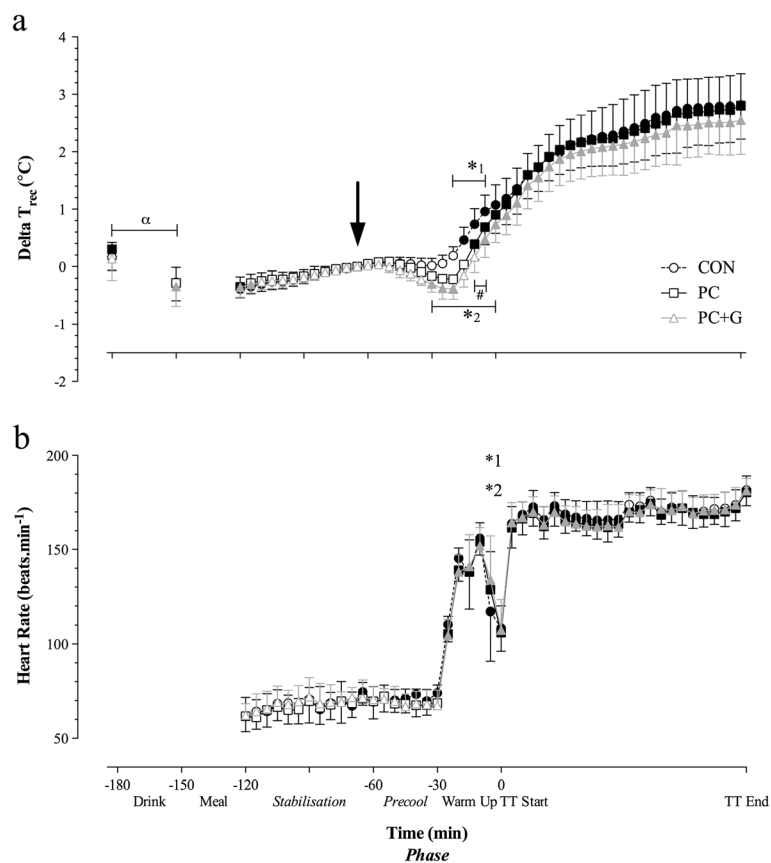 a
4
3
2
1
0
-1
-2
Delta Trec (°C)
α
*1
#
*2
CON
PC
PC+G
b
200
150
100
50
Heart Rate (beats.min-1)
*1
*2
-180 -150 -120 -90 -60 -30 0
Drink Meal Stabilisation Precool Warm Up TT Start TT End
Time (min)
Phase